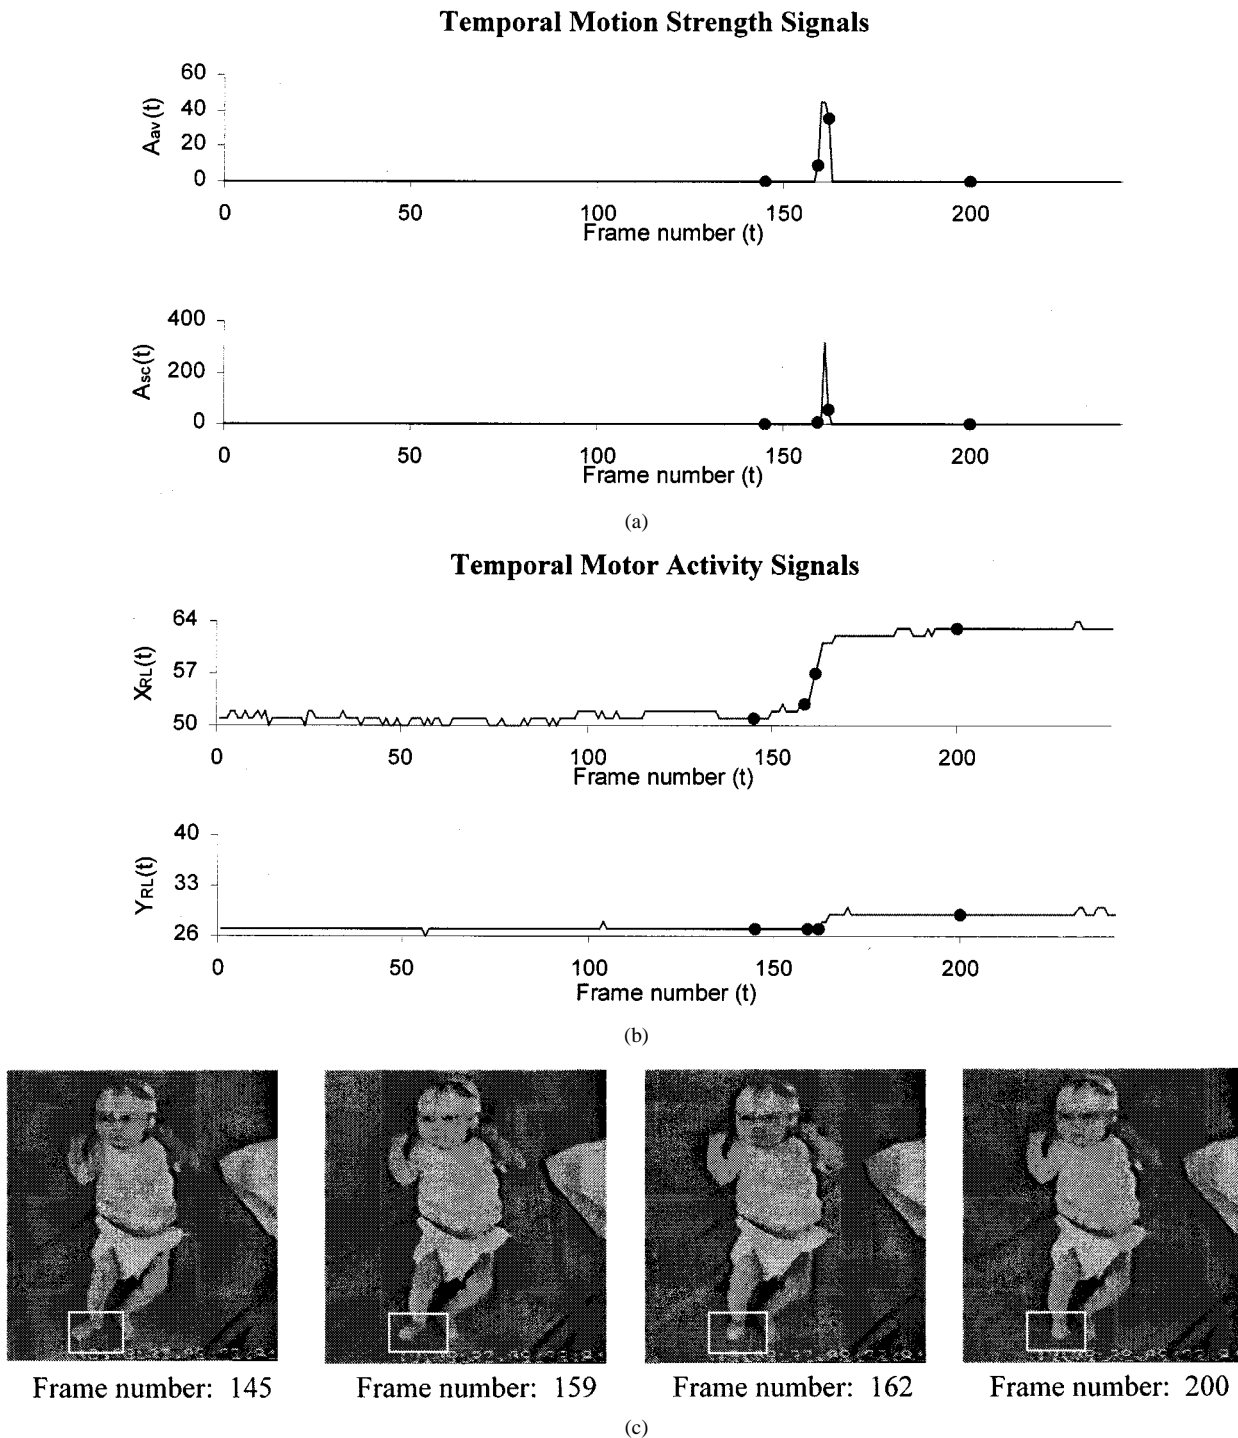 Temporal Motion Strength Signals
60
40
20
0
Aav(t)
0 50 100 150 200
Frame number (t)
400
200
0
Asc(t)
0 50 100 150 200
Frame number (t)
(a)
Temporal Motor Activity Signals
64
57
50
XRL(t)
0 50 100 150 200
Frame number (t)
40
33
26
YRL(t)
0 50 100 150 200
Frame number (t)
(b)
Frame number: 145 Frame number: 159 Frame number: 162 Frame number: 200
(c)